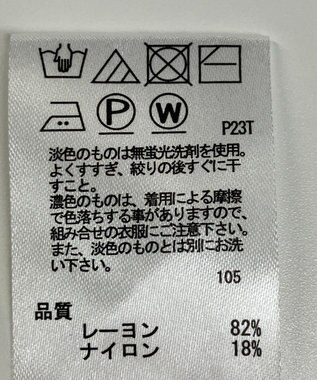 P
W
P23T
淡色のものは無蛍光洗剤を使用。
よくすすぎ、絞りの後すぐに干
すこと。
濃色のものは、着用による摩擦
で色落ちする事がありますので、
組み合せの衣服にご注意下さい。
また、淡色のものとは別にお洗
い下さい。
105
品質
レーヨン 82%
ナイロン 18%